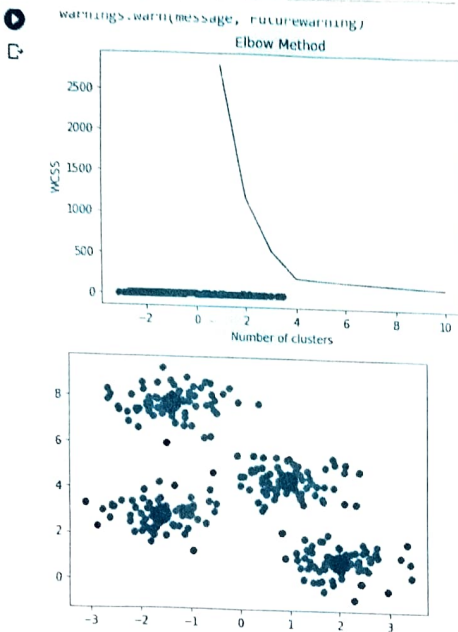 warnings.warn(message, FutureWarning)
Elbow Method
2500
2000
1500
1000
500
0
WCSS
-2 0 2 4 6 8 10
Number of clusters
8
6
4
2
0
-3 -2 -1 0 1 2 3